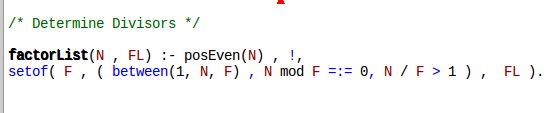 /* Determine Divisors */
factorList(N , FL) :- posEven(N) , !,
setof( F , ( between(1, N, F) , N mod F =:= 0, N / F > 1 ) ,  FL ).